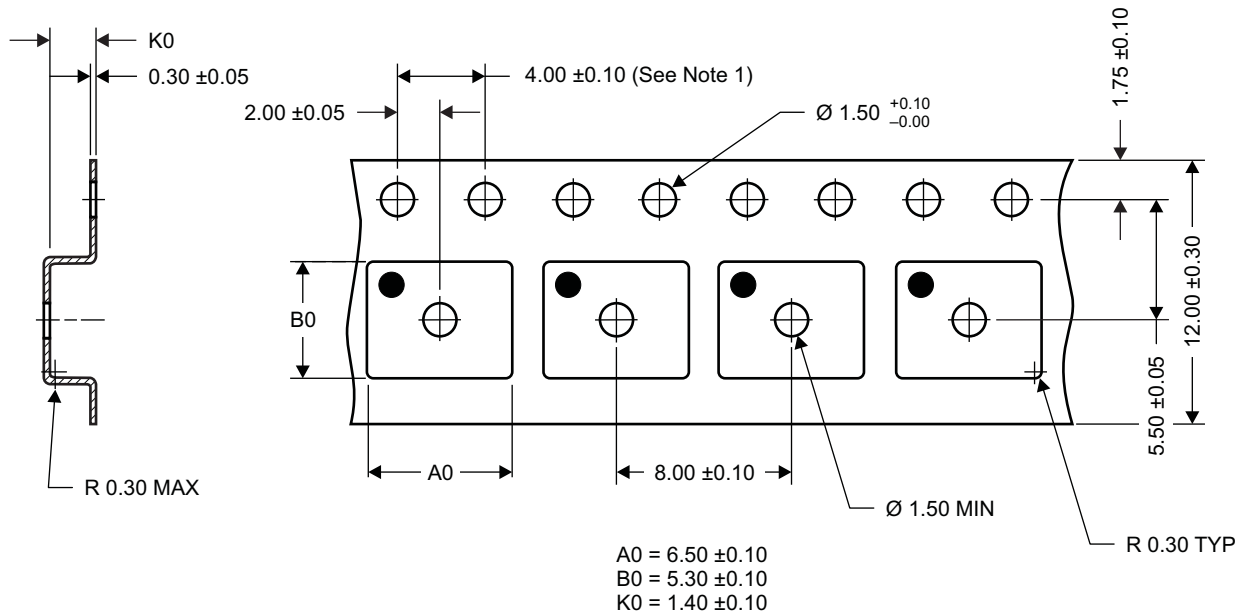 K0
0.30 ±0.05
4.00 ±0.10 (See Note 1)
2.00 ±0.05
Ø 1.50 +0.10
–0.00
1.75 ±0.10
B0
12.00 ±0.30
5.50 ±0.05
A0
8.00 ±0.10
R 0.30 MAX
Ø 1.50 MIN
R 0.30 TYP
A0 = 6.50 ±0.10
B0 = 5.30 ±0.10
K0 = 1.40 ±0.10